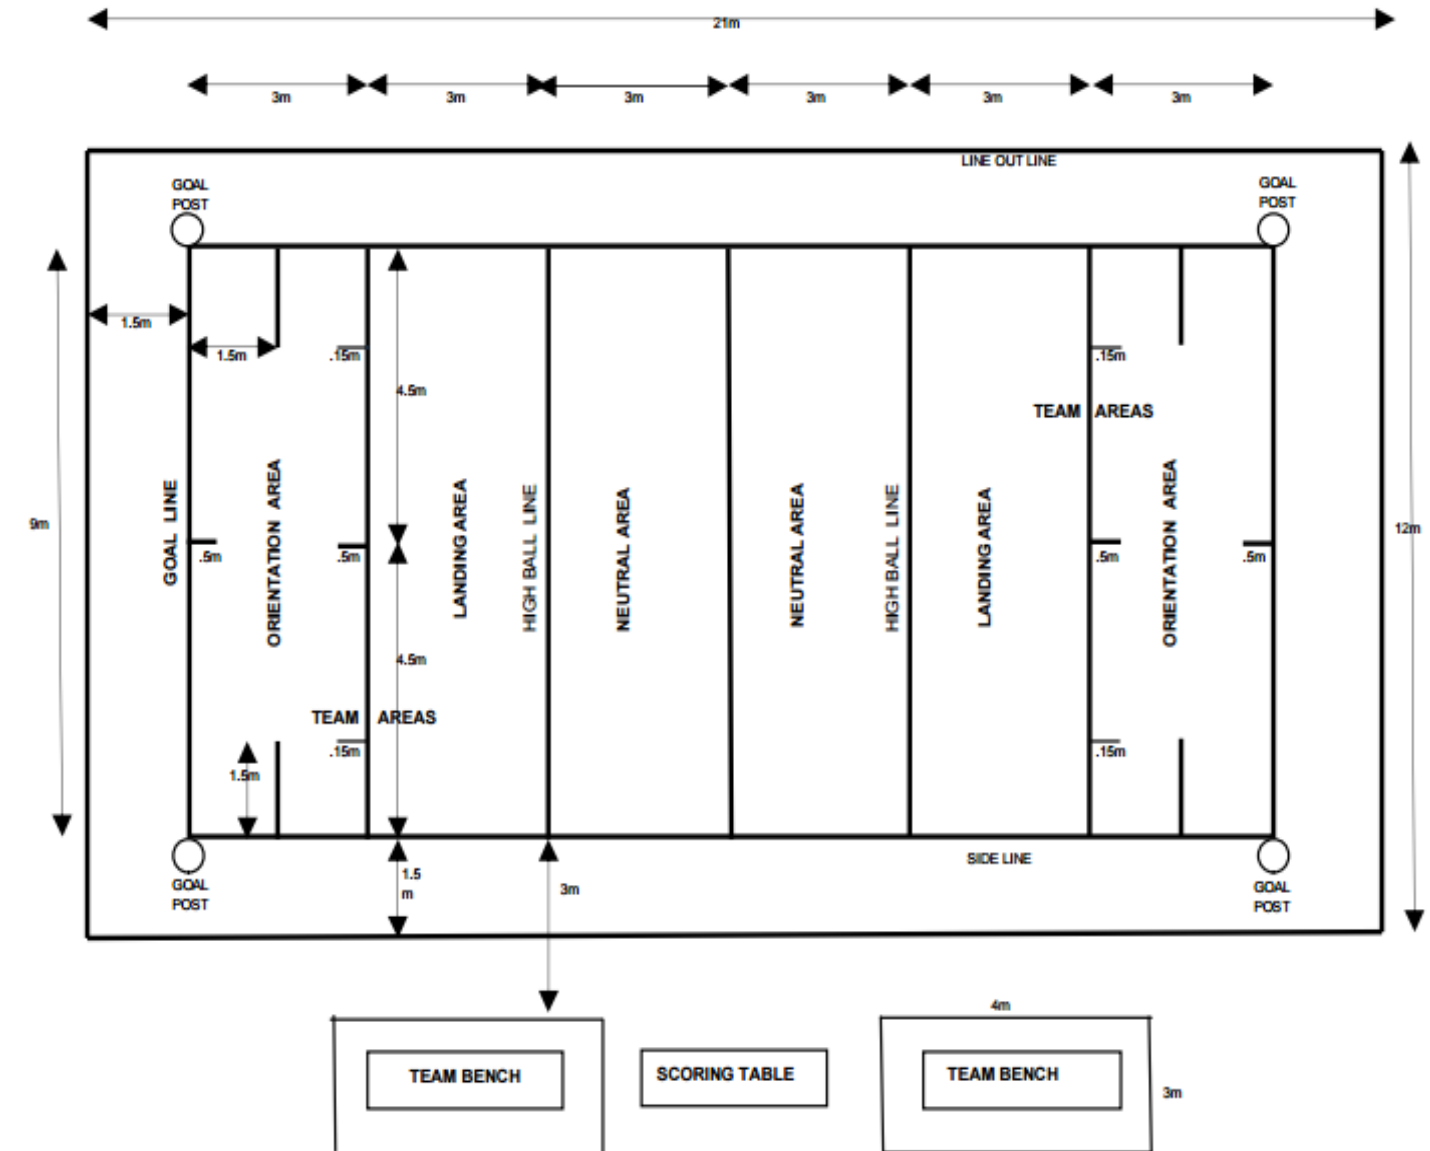 21m
3m 3m 3m 3m 3m 3m
LINE OUT LINE
GOAL
POST
GOAL
POST
1.5m
1.5m
.15m
.15m
4.5m
TEAM AREAS
9m
GOAL LINE
.5m
ORIENTATION AREA
.5m
LANDING AREA
HIGH BALL LINE
NEUTRAL AREA
NEUTRAL AREA
HIGH BALL LINE
LANDING AREA
.5m
ORIENTATION AREA
.5m
12m
4.5m
TEAM AREAS
.15m
.15m
1.5m
SIDE LINE
GOAL
POST
1.5
m
3m
GOAL
POST
4m
TEAM BENCH
SCORING TABLE
TEAM BENCH
3m